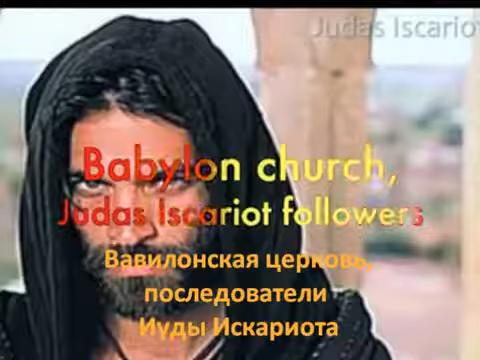 Judas Iscariot
Babylon church,
Judas Iscariot followers
Вавилонская церковь,
последователи
Иуды Искариота